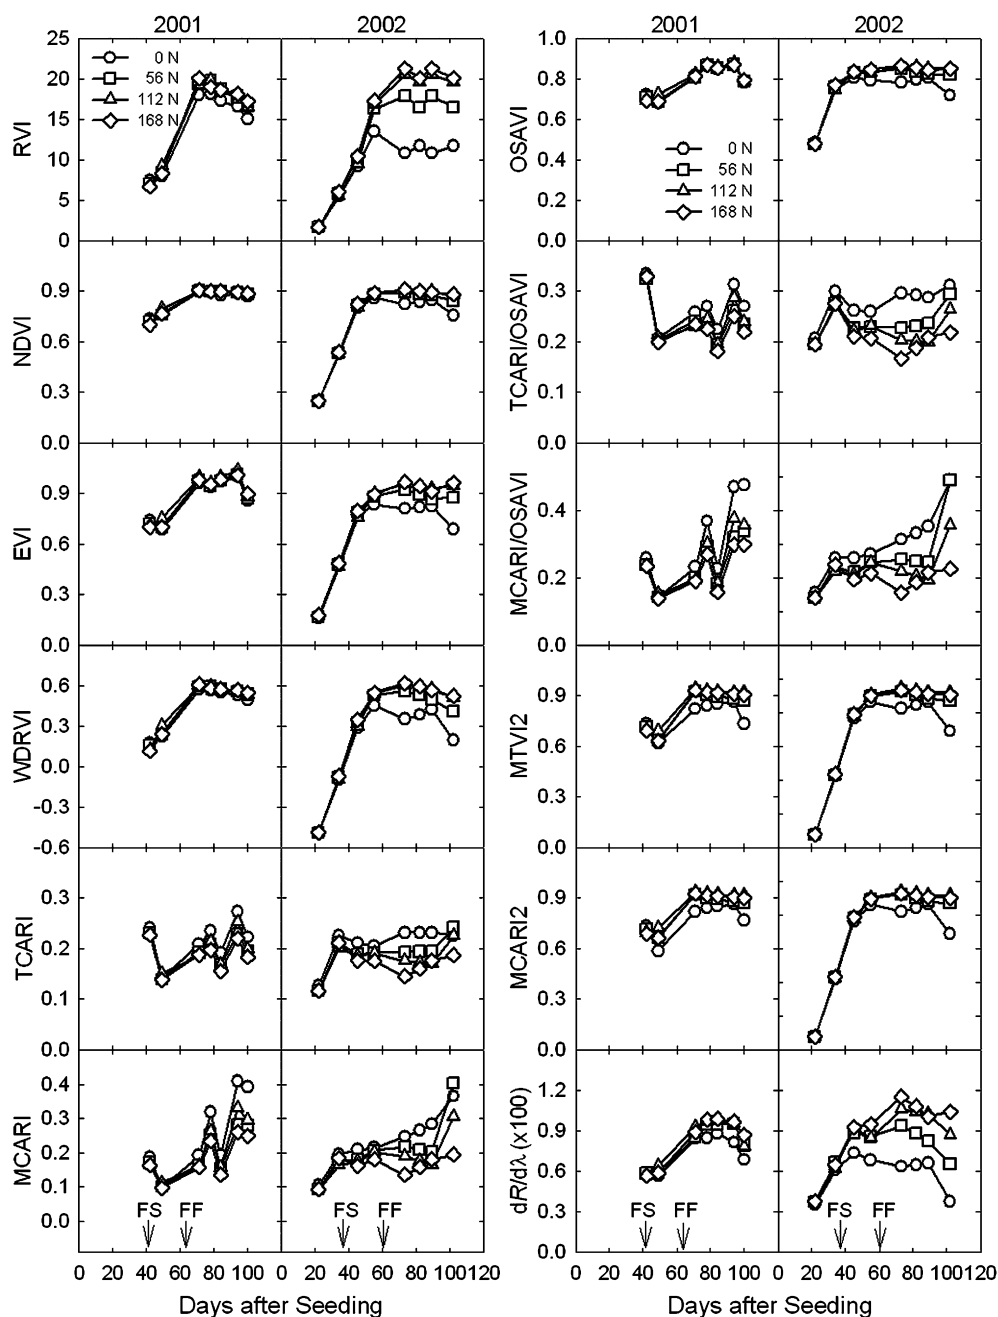 2001 2002 2001 2002
RVI
25
20
15
10
5
0
0 N
56 N
112 N
168 N
OSAVI
1.0
0.8
0.6
0.4
0.2
0.0
0 N
56 N
112 N
168 N
NDVI
0.9
0.6
0.3
0.0
TCARI/OSAVI
0.3
0.2
0.1
EVI
0.9
0.6
0.3
0.0
MCARI/OSAVI
0.4
0.2
0.0
WDRVI
0.6
0.3
0.0
-0.3
-0.6
MTVI2
0.9
0.6
0.3
0.0
TCARI
0.3
0.2
0.1
0.0
MCARI2
0.9
0.6
0.3
0.0
MCARI
0.4
0.3
0.2
0.1
0.0
FS FF FS FF
dR/dλ (x100)
1.2
0.9
0.6
0.3
0.0
FS FF FS FF
0 20 40 60 80 100 20 40 60 80 100 120
0 20 40 60 80 100 20 40 60 80 100 120
Days after Seeding
Days after Seeding